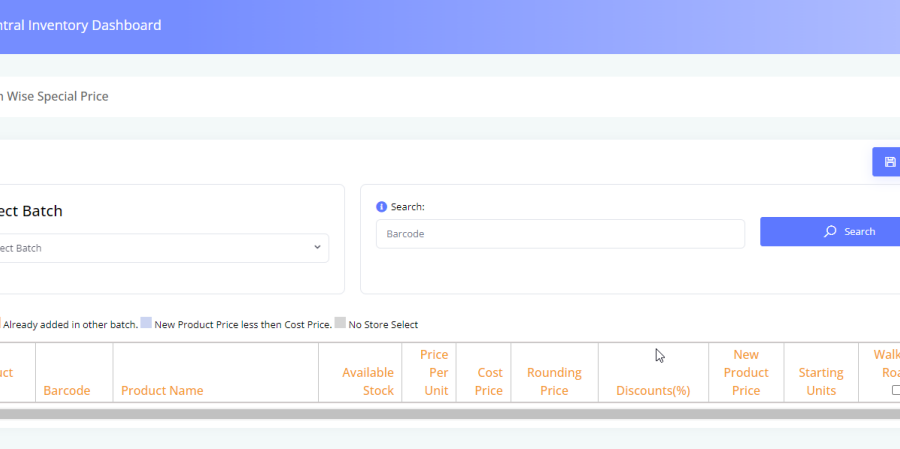 ntral Inventory Dashboard
n Wise Special Price
ect Batch
ect Batch
Search:
Barcode
Search
Already added in other batch. New Product Price less then Cost Price. No Store Select
uct
Barcode
Product Name
Available
Stock
Price
Per
Unit
Cost
Price
Rounding
Price
Discounts(%)
New
Product
Price
Starting
Units
Walk
Roa